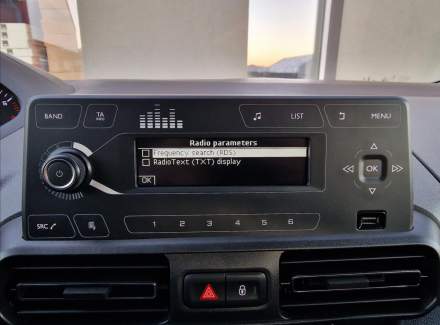 BAND
TA
INFO
LIST
MENU
Radio parameters
Frequency search (RDS)
RadioText (TXT) display
OK
OK
SRC
1 2 3 4 5 6